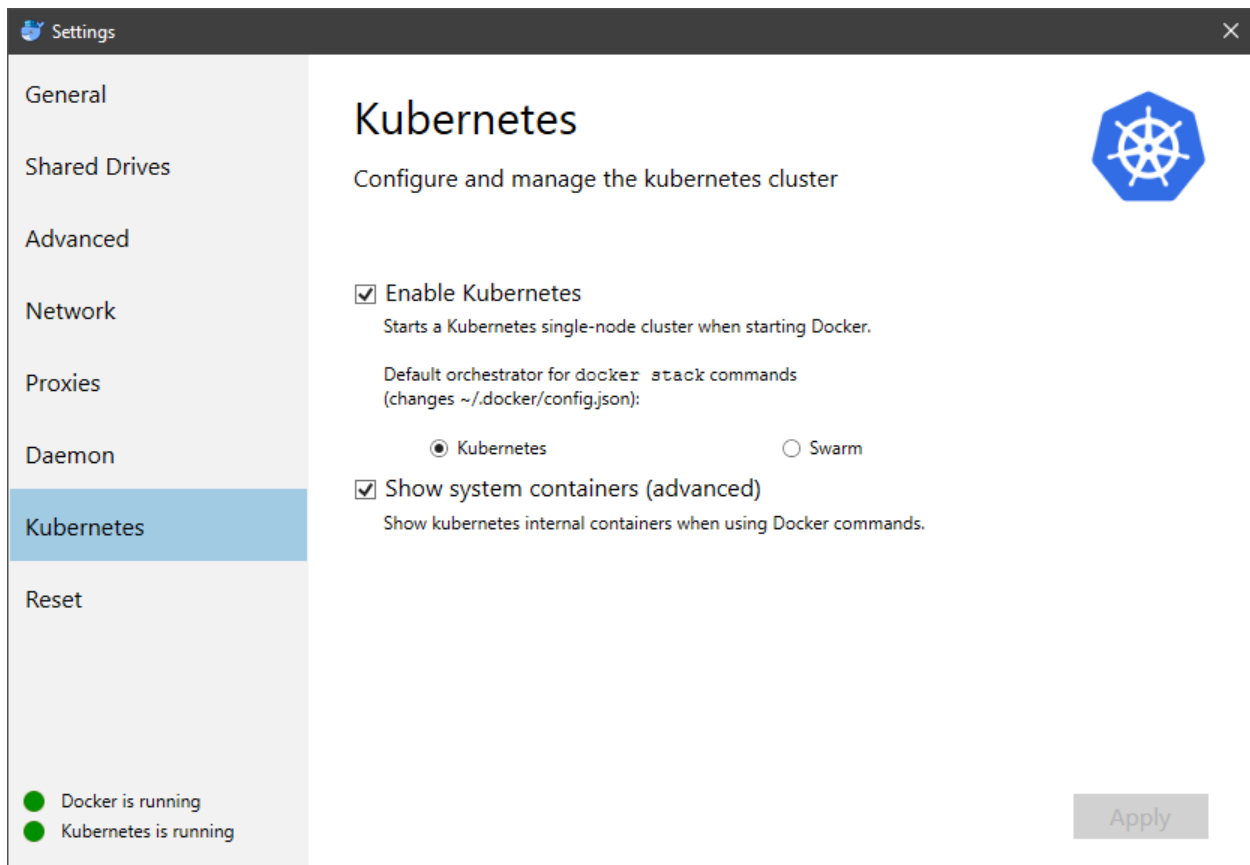 Settings
General
Shared Drives
Advanced
Network
Proxies
Daemon
Kubernetes
Reset
Docker is running
Kubernetes is running
Kubernetes
Configure and manage the kubernetes cluster
Enable Kubernetes
Starts a Kubernetes single-node cluster when starting Docker.
Default orchestrator for docker stack commands
(changes ~/.docker/config.json):
Kubernetes
Swarm
Show system containers (advanced)
Show kubernetes internal containers when using Docker commands.
Apply